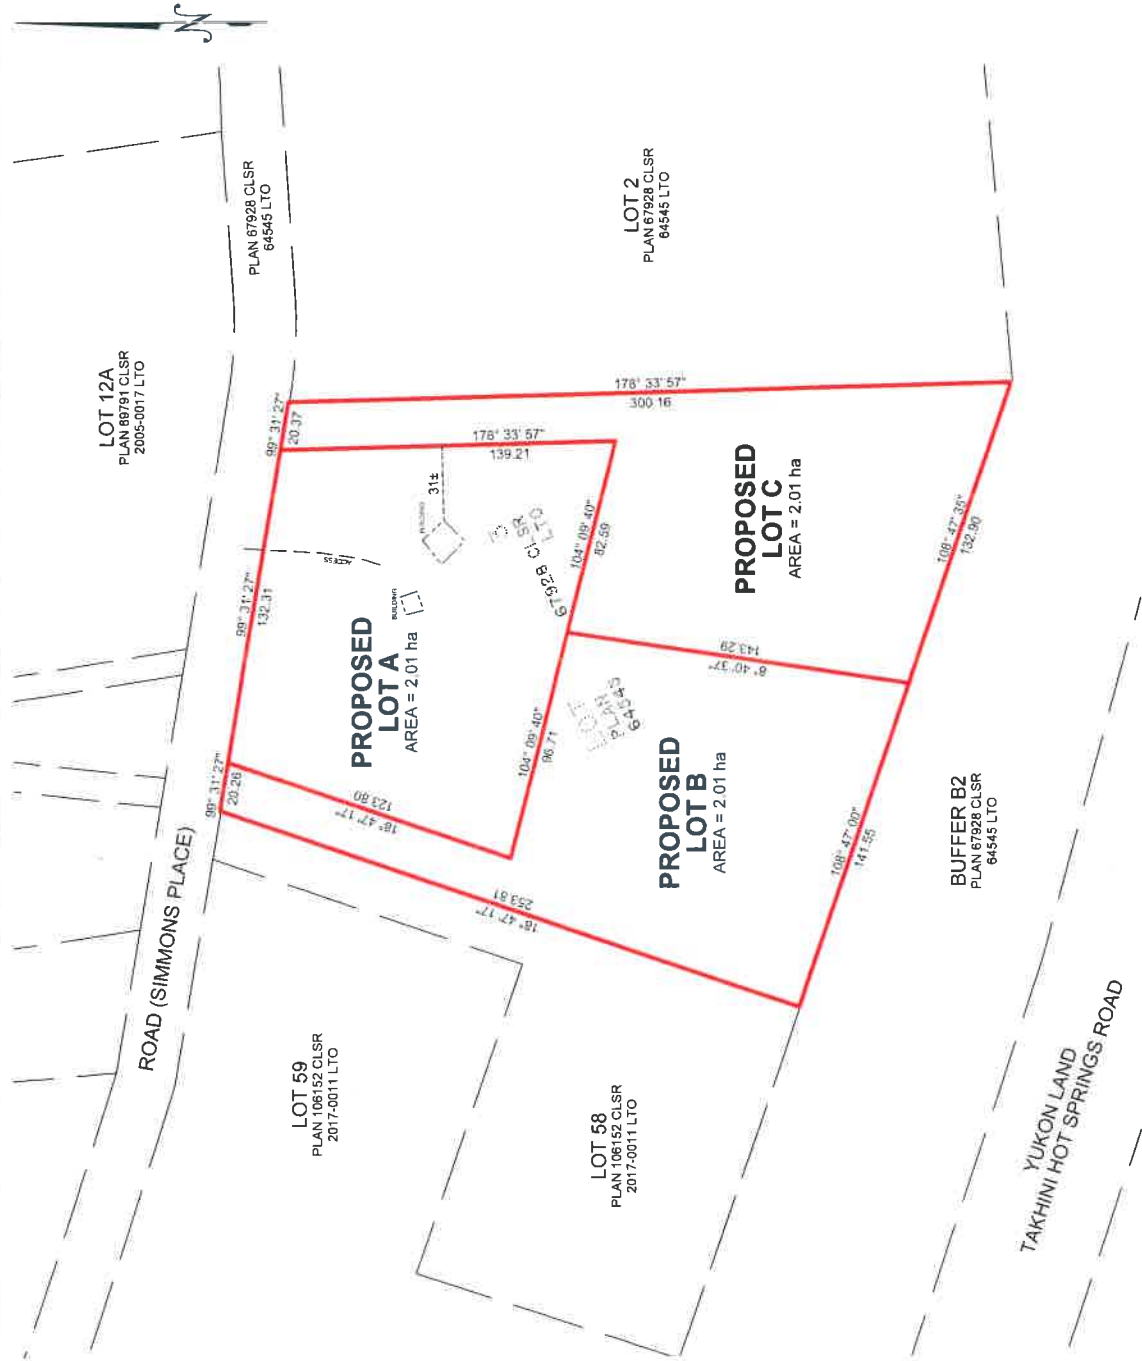 N
LOT 12A
PLAN 89791 CLSR
2005-0017 LTO
PLAN 67928 CLSR
64545 LTO
LOT 2
PLAN 67928 CLSR
64545 LTO
ROAD (SIMMONS PLACE)
99° 31' 27"
20.26
99° 31' 27"
132.31
99° 31' 27"
20.37
ACCESS
BUILDING
BUILDING
31±
PROPOSED
LOT A
AREA = 2.01 ha
18° 47' 17"
123.80
178° 33' 57"
139.21
178° 33' 57"
300.16
67928 CLSR
LTO
104° 09' 40"
96.71
104° 09' 40"
82.59
LOT
PLAN
64545
18° 47' 17"
253.81
8° 40' 37"
143.29
PROPOSED
LOT B
AREA = 2.01 ha
PROPOSED
LOT C
AREA = 2.01 ha
108° 47' 00"
141.55
108° 47' 35"
132.90
LOT 59
PLAN 106152 CLSR
2017-0011 LTO
LOT 58
PLAN 106152 CLSR
2017-0011 LTO
BUFFER B2
PLAN 67928 CLSR
64545 LTO
YUKON LAND
TAKHINI HOT SPRINGS ROAD